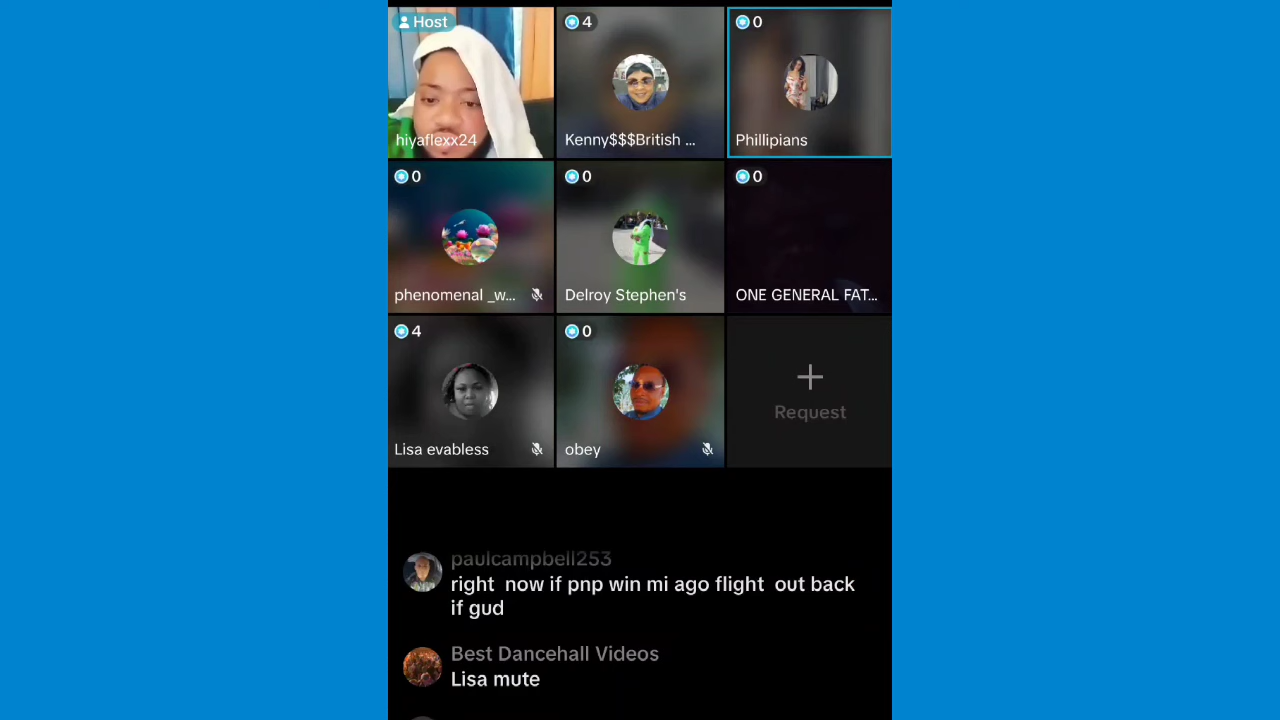 Host
4
0
hiyaflexx24
Kenny$$$British ...
Phillipians
0
0
0
phenomenal _w...
Delroy Stephen's
ONE GENERAL FAT...
4
0
Request
Lisa evabless
obey
paulcampbell253
right now if pnp win mi ago flight out back
if gud
Best Dancehall Videos
Lisa mute